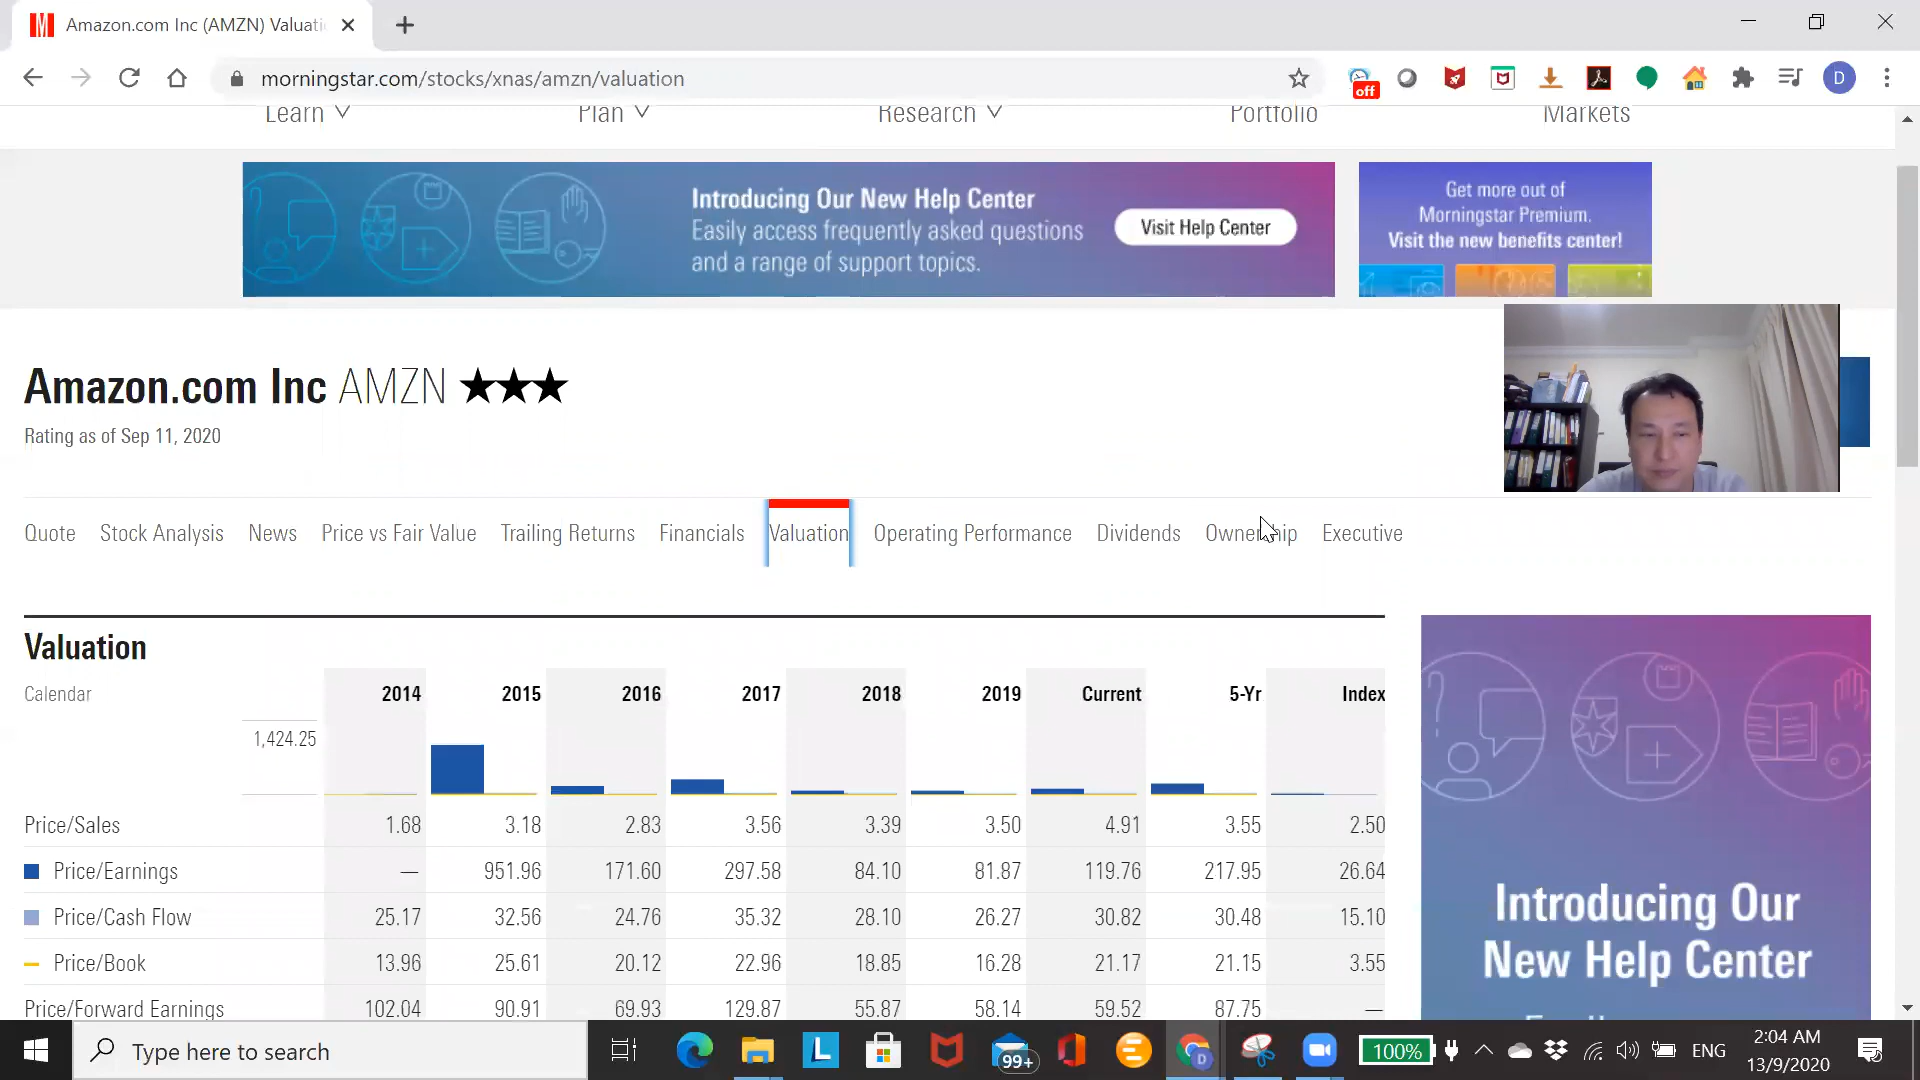 Amazon.com Inc (AMZN) Valuati
morningstar.com/stocks/xnas/amzn/valuation
off
D
Learn
Plan
Research
Portfolio
Markets
Introducing Our New Help Center
Easily access frequently asked questions
and a range of support topics.
Visit Help Center
Get more out of
Morningstar Premium.
Visit the new benefits center!
Amazon.com Inc AMZN ★★★
Rating as of Sep 11, 2020
Quote Stock Analysis News Price vs Fair Value Trailing Returns Financials Valuation Operating Performance Dividends Ownership Executive
Valuation
Calendar 2014 2015 2016 2017 2018 2019 Current 5-Yr Index
1,424.25
Price/Sales 1.68 3.18 2.83 3.56 3.39 3.50 4.91 3.55 2.50
Price/Earnings — 951.96 171.60 297.58 84.10 81.87 119.76 217.95 26.64
Price/Cash Flow 25.17 32.56 24.76 35.32 28.10 26.27 30.82 30.48 15.10
Price/Book 13.96 25.61 20.12 22.96 18.85 16.28 21.17 21.15 3.55
Price/Forward Earnings 102.04 90.91 69.93 129.87 55.87 58.14 59.52 87.75 —
Introducing Our
New Help Center
Type here to search
L
99+
D
100%
ENG
2:04 AM
13/9/2020